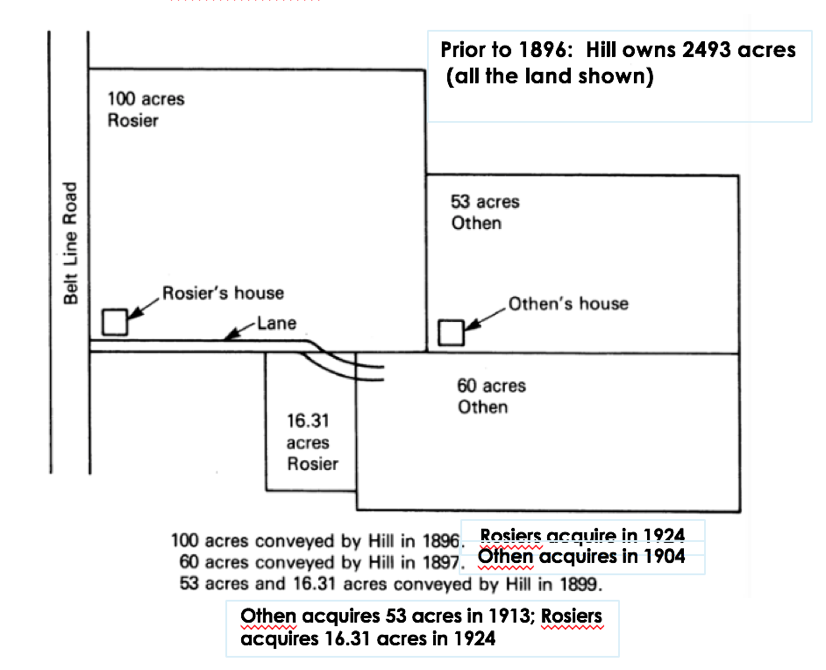 Prior to 1896: Hill owns 2493 acres
(all the land shown)
100 acres
Rosier
53 acres
Othen
Belt Line Road
Rosier's house
Othen's house
Lane
60 acres
Othen
16.31
acres
Rosier
100 acres conveyed by Hill in 1896. Rosiers acquire in 1924
60 acres conveyed by Hill in 1897. Othen acquires in 1904
53 acres and 16.31 acres conveyed by Hill in 1899.
Othen acquires 53 acres in 1913; Rosiers
acquires 16.31 acres in 1924